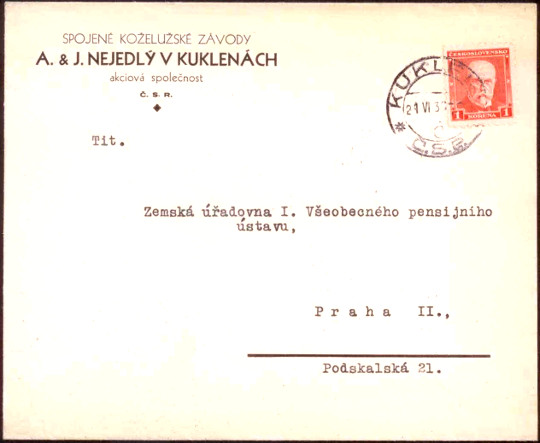 SPOJENÉ KOŽELUŽSKÉ ZÁVODY
A. & J. NEJEDLÝ V KUKLENÁCH
akciová společnost
Č. S. R.
ČESKOSLOVENSKO
1 KORUNA 1
Č.S.R.
Tit.
Zemská úřadovna I. Všeobecného pensijního
ústavu,
Praha II.,
Podskalská 21.